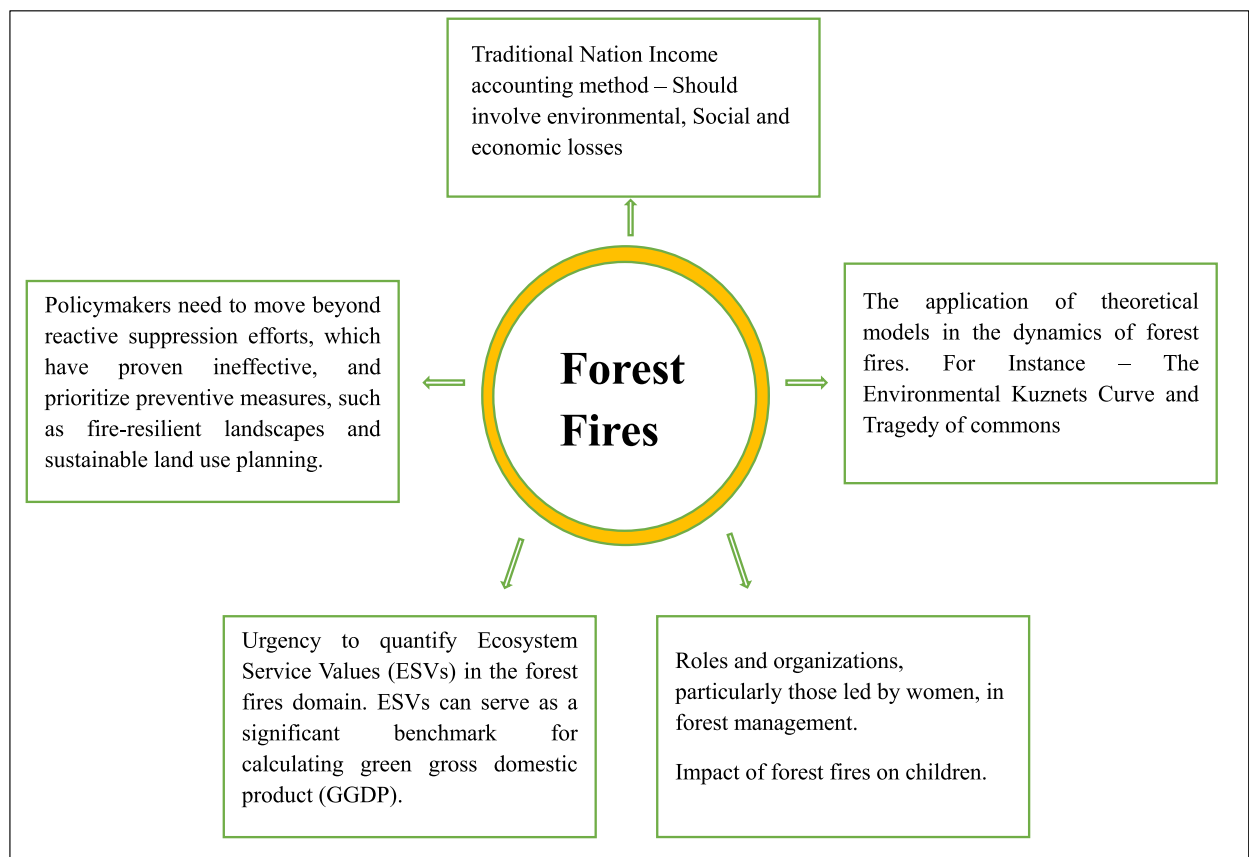 Traditional Nation Income
accounting method – Should
involve environmental, Social and
economic losses
Policymakers need to move beyond
reactive suppression efforts, which
have proven ineffective, and
prioritize preventive measures, such
as fire-resilient landscapes and
sustainable land use planning.
Forest
Fires
The application of theoretical
models in the dynamics of forest
fires. For Instance – The
Environmental Kuznets Curve and
Tragedy of commons
Urgency to quantify Ecosystem
Service Values (ESVs) in the forest
fires domain. ESVs can serve as a
significant benchmark for
calculating green gross domestic
product (GGDP).
Roles and organizations,
particularly those led by women, in
forest management.
Impact of forest fires on children.